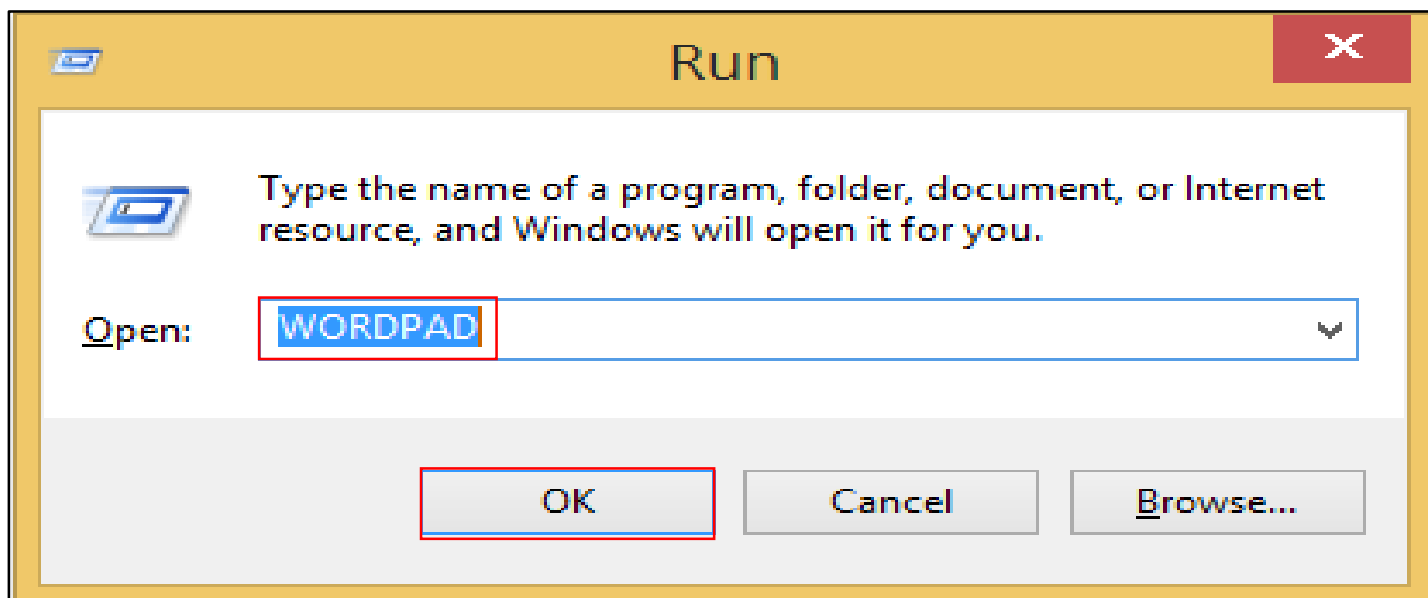 Run
Type the name of a program, folder, document, or Internet
resource, and Windows will open it for you.
Open: WORDPAD
OK Cancel Browse...